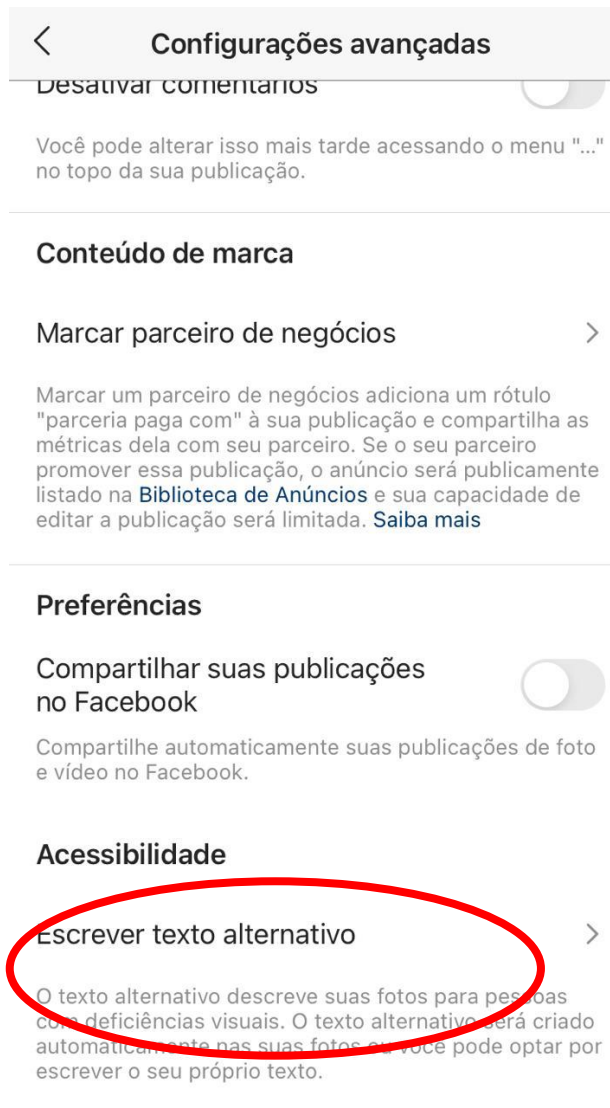 Configurações avançadas
Desativar comentários
Você pode alterar isso mais tarde acessando o menu "..."
no topo da sua publicação.
Conteúdo de marca
Marcar parceiro de negócios
Marcar um parceiro de negócios adiciona um rótulo
"parceria paga com" à sua publicação e compartilha as
métricas dela com seu parceiro. Se o seu parceiro
promover essa publicação, o anúncio será publicamente
listado na Biblioteca de Anúncios e sua capacidade de
editar a publicação será limitada. Saiba mais
Preferências
Compartilhar suas publicações
no Facebook
Compartilhe automaticamente suas publicações de foto
e vídeo no Facebook.
Acessibilidade
Escrever texto alternativo
O texto alternativo descreve suas fotos para pessoas
com deficiências visuais. O texto alternativo será criado
automaticamente nas suas fotos ou você pode optar por
escrever o seu próprio texto.